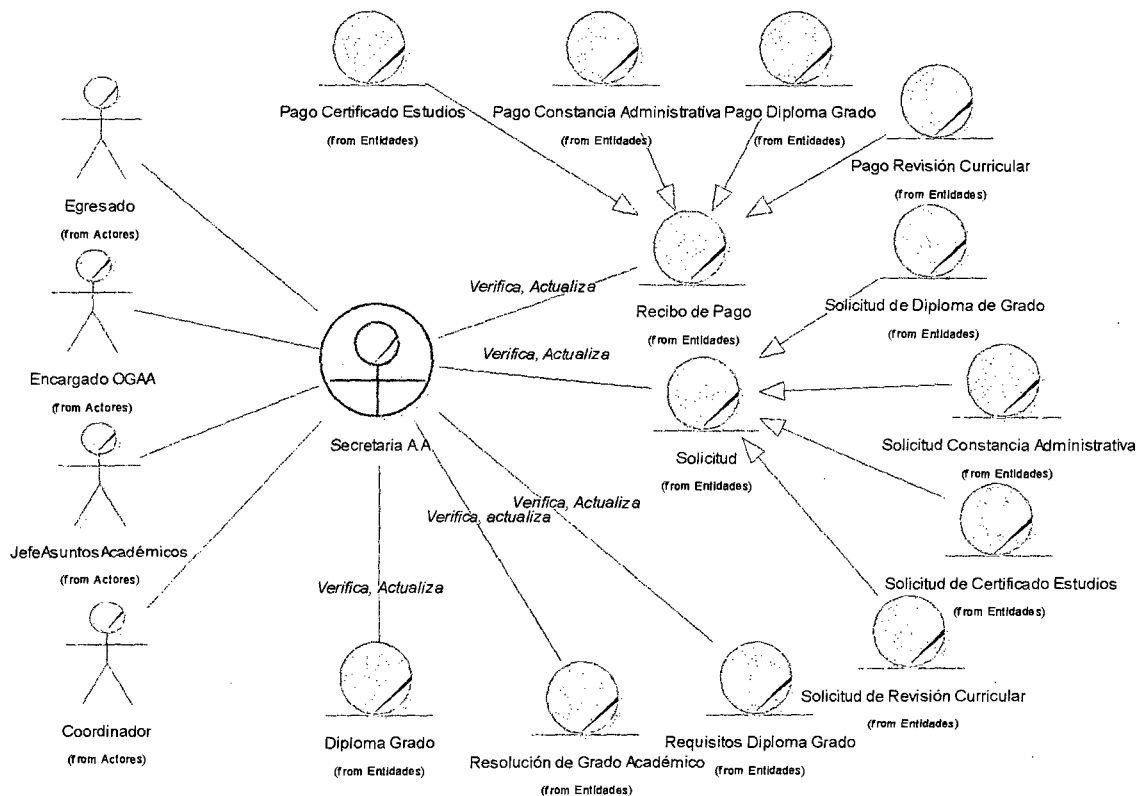 Pago Certificado Estudios
(from Entidades)
Pago Constancia Administrativa
(from Entidades)
Pago Diploma Grado
(from Entidades)
Pago Revisión Curricular
(from Entidades)
Egresado
(from Actores)
Recibo de Pago
(from Entidades)
Verifica, Actualiza
Solicitud de Diploma de Grado
(from Entidades)
Encargado OGAA
(from Actores)
Secretaria A.A
Verifica, Actualiza
Solicitud
(from Entidades)
Solicitud Constancia Administrativa
(from Entidades)
JefeAsuntosAcadémicos
(from Actores)
Verifica, Actualiza
Verifica, actualiza
Solicitud de Certificado Estudios
(from Entidades)
Verifica, Actualiza
Solicitud de Revisión Curricular
(from Entidades)
Coordinador
(from Actores)
Diploma Grado
(from Entidades)
Resolución de Grado Académico
(from Entidades)
Requisitos Diploma Grado
(from Entidades)